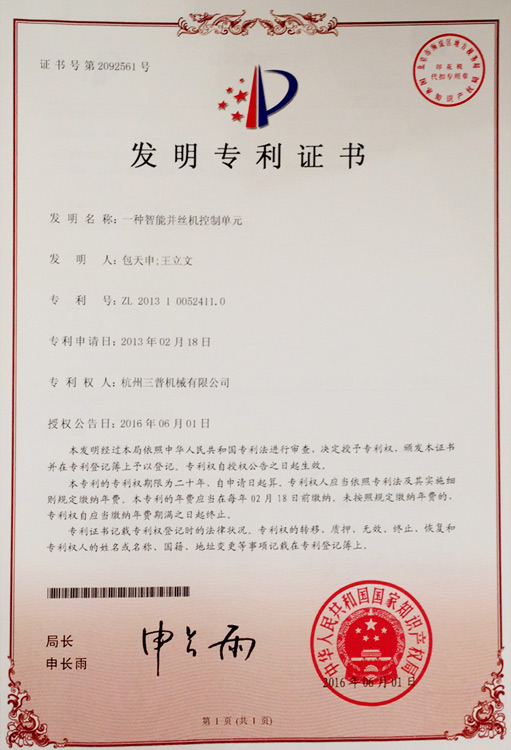 证书号第2092561号
印花税
代扣专用章
国家知识产权局
发明专利证书
发明名称：一种智能并丝机控制单元
发明人：包天申;王立文
专利号：ZL 2013 1 0052411.0
专利申请日：2013年02月18日
专利权人：杭州三普机械有限公司
授权公告日：2016年06月01日
本发明经过本局依照中华人民共和国专利法进行审查，决定授予专利权，颁发本证书
并在专利登记簿上予以登记。专利权自授权公告之日起生效。
本专利的专利权期限为二十年，自申请日起算。专利权人应当依照专利法及其实施细
则规定缴纳年费。本专利的年费应当在每年02月18日前缴纳。未按照规定缴纳年费的，
专利权自应当缴纳年费期满之日起终止。
专利证书记载专利权登记时的法律状况。专利权的转移、质押、无效、终止、恢复和
专利权人的姓名或名称、国籍、地址变更等事项记载在专利登记簿上。
局长
申长雨
申长雨
中华人民共和国国家知识产权局
2016年06月01日
第1页(共1页)